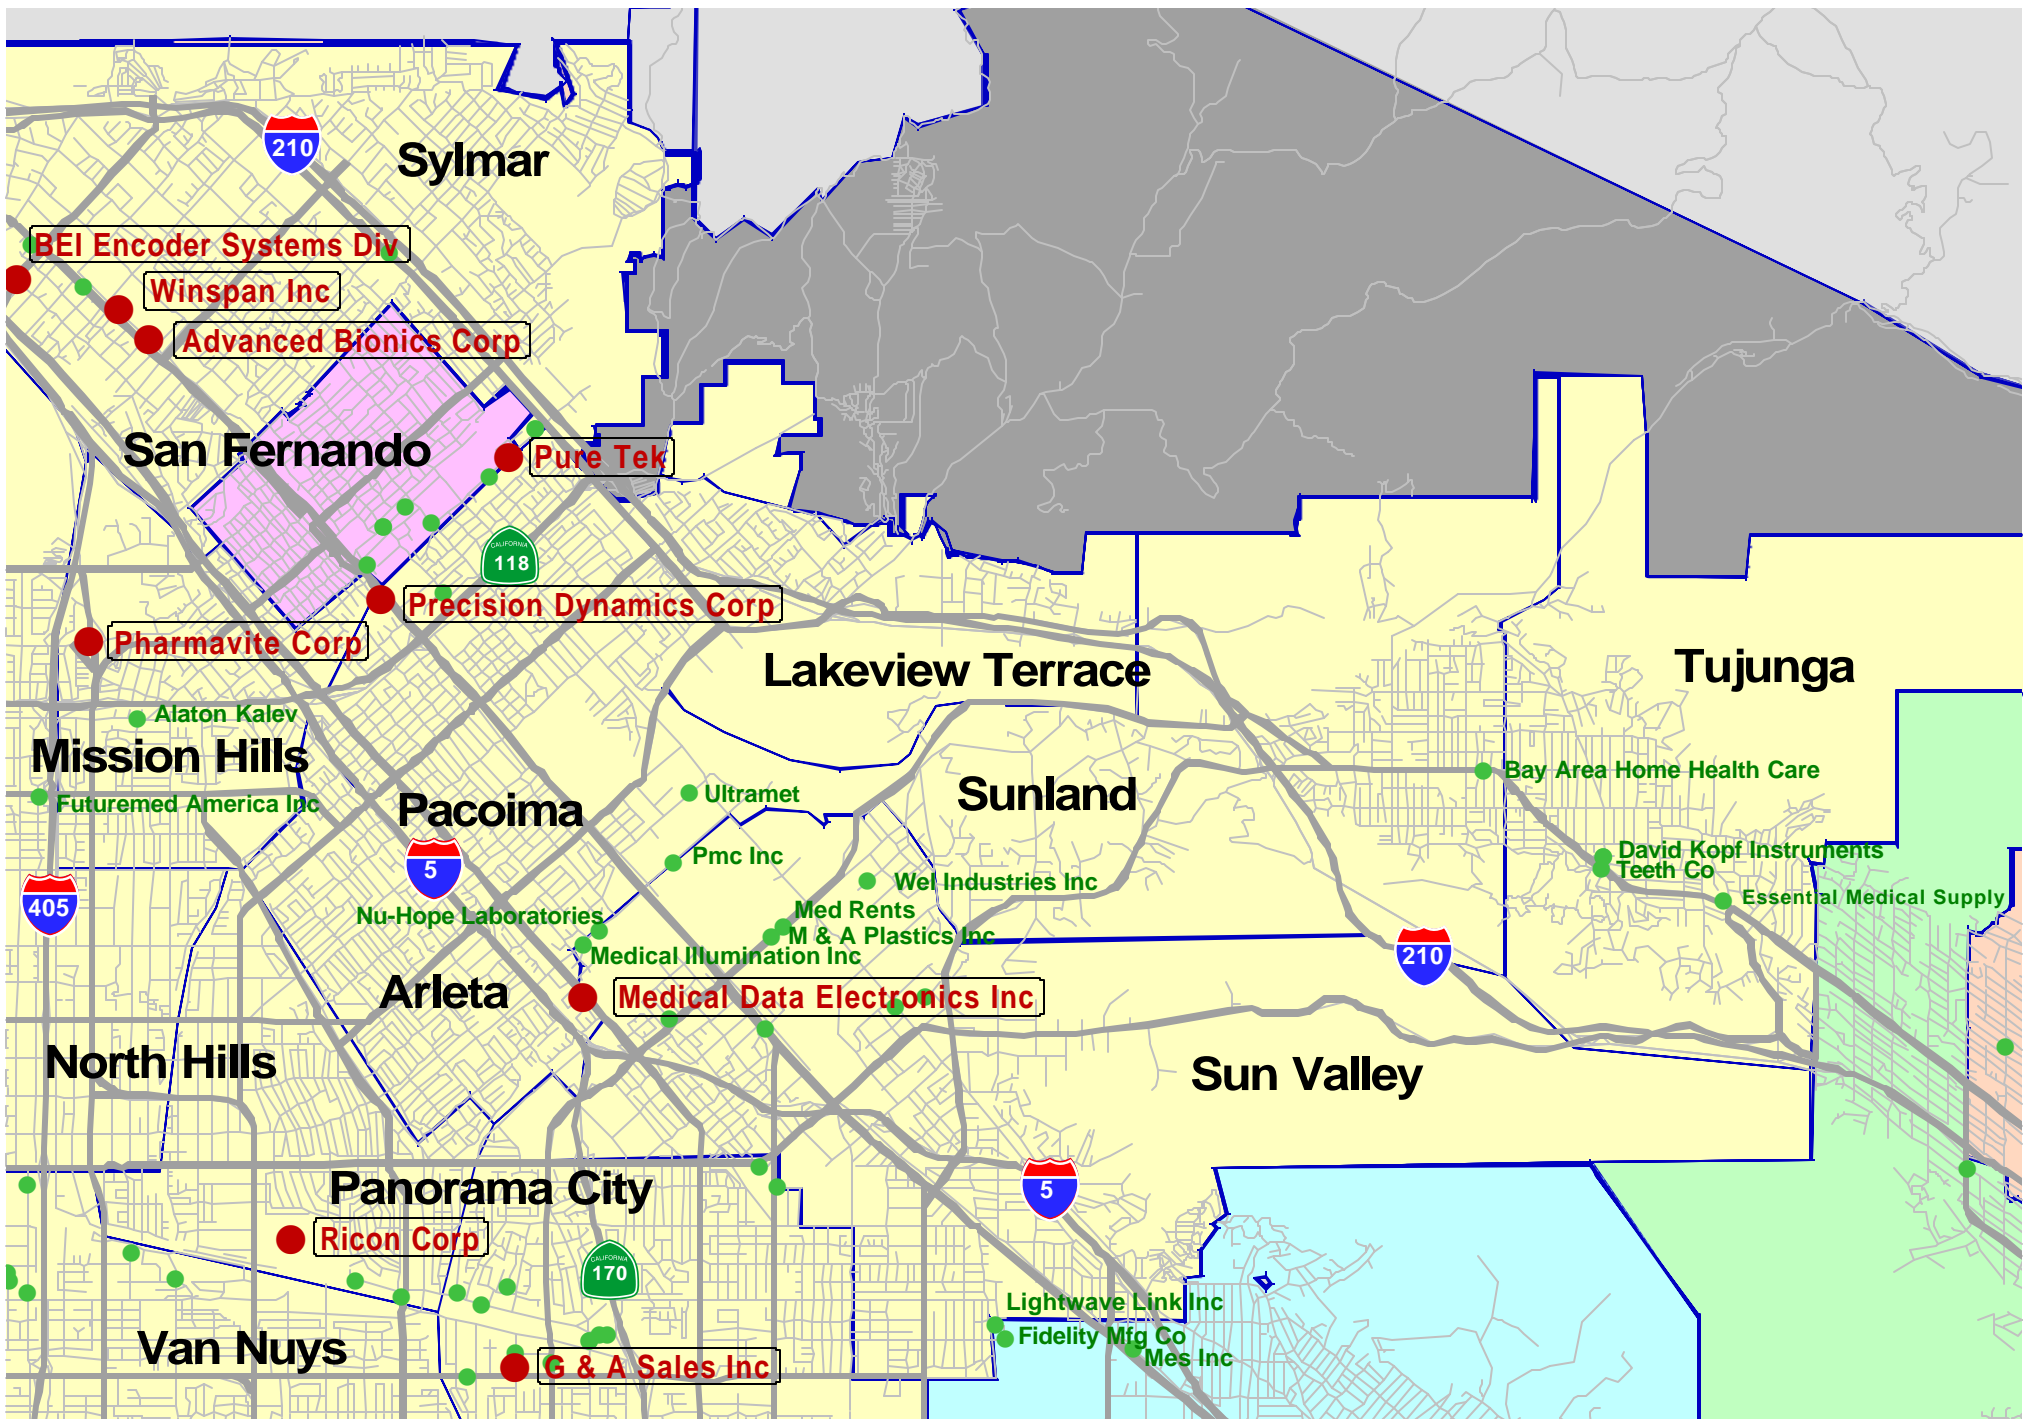 210
Sylmar
BEI Encoder Systems Div
Winspan Inc
Advanced Bionics Corp
San Fernando
Pure Tek
CALIFORNIA
118
Precision Dynamics Corp
Pharmavite Corp
Lakeview Terrace
Tujunga
Alaton Kalev
Mission Hills
Bay Area Home Health Care
Ultramet
Sunland
Futuremed America Inc
Pacoima
Pmc Inc
David Kopf Instruments
Teeth Co
5
Wel Industries Inc
Essential Medical Supply
405
Nu-Hope Laboratories
Med Rents
M & A Plastics Inc
Medical Illumination Inc
210
Arleta
Medical Data Electronics Inc
North Hills
Sun Valley
Panorama City
5
Ricon Corp
CALIFORNIA
170
Lightwave Link Inc
Fidelity Mfg Co
Van Nuys
Mes Inc
G & A Sales Inc